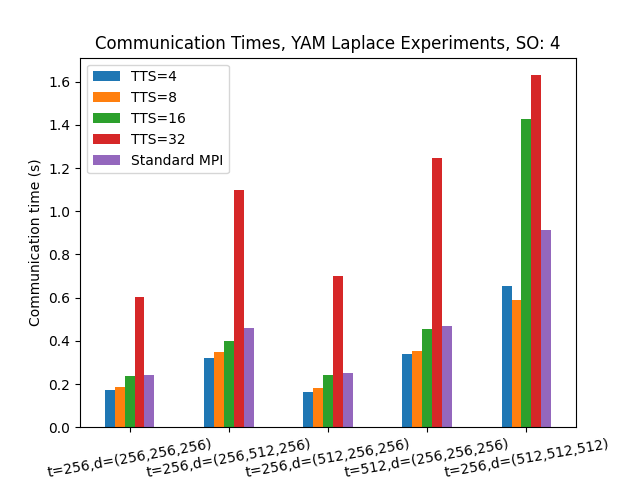 Communication Times, YAM Laplace Experiments, SO: 4
TTS=4
TTS=8
TTS=16
TTS=32
Standard MPI
Communication time (s)
1.6
1.4
1.2
1.0
0.8
0.6
0.4
0.2
0.0
t=256,d=(256,256,256)
t=256,d=(256,512,256)
t=256,d=(512,256,256)
t=512,d=(256,256,256)
t=256,d=(512,512,512)